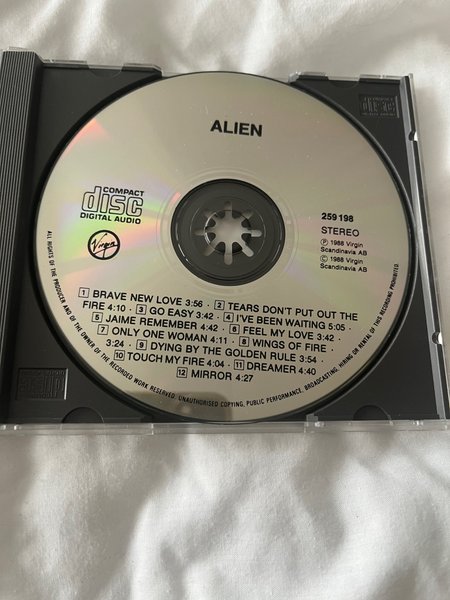 ALIEN
COMPACT
disc
DIGITAL AUDIO
Virgin
259 198
STEREO
℗ 1988 Virgin
Scandinavia AB
© 1988 Virgin
Scandinavia AB
1 BRAVE NEW LOVE 3:56 · 2 TEARS DON'T PUT OUT THE
FIRE 4:10 · 3 GO EASY 3:42 · 4 I'VE BEEN WAITING 5:05 ·
5 JAIME REMEMBER 4:42 · 6 FEEL MY LOVE 3:42 ·
7 ONLY ONE WOMAN 4:11 · 8 WINGS OF FIRE
3:24 · 9 DYING BY THE GOLDEN RULE 3:54 ·
10 TOUCH MY FIRE 4:04 · 11 DREAMER 4:40
12 MIRROR 4:27
ALL RIGHTS OF THE PRODUCER AND OF THE OWNER OF THE RECORDED WORK RESERVED. UNAUTHORISED COPYING, PUBLIC PERFORMANCE, BROADCASTING, HIRING OR RENTAL OF THIS RECORDING PROHIBITED.